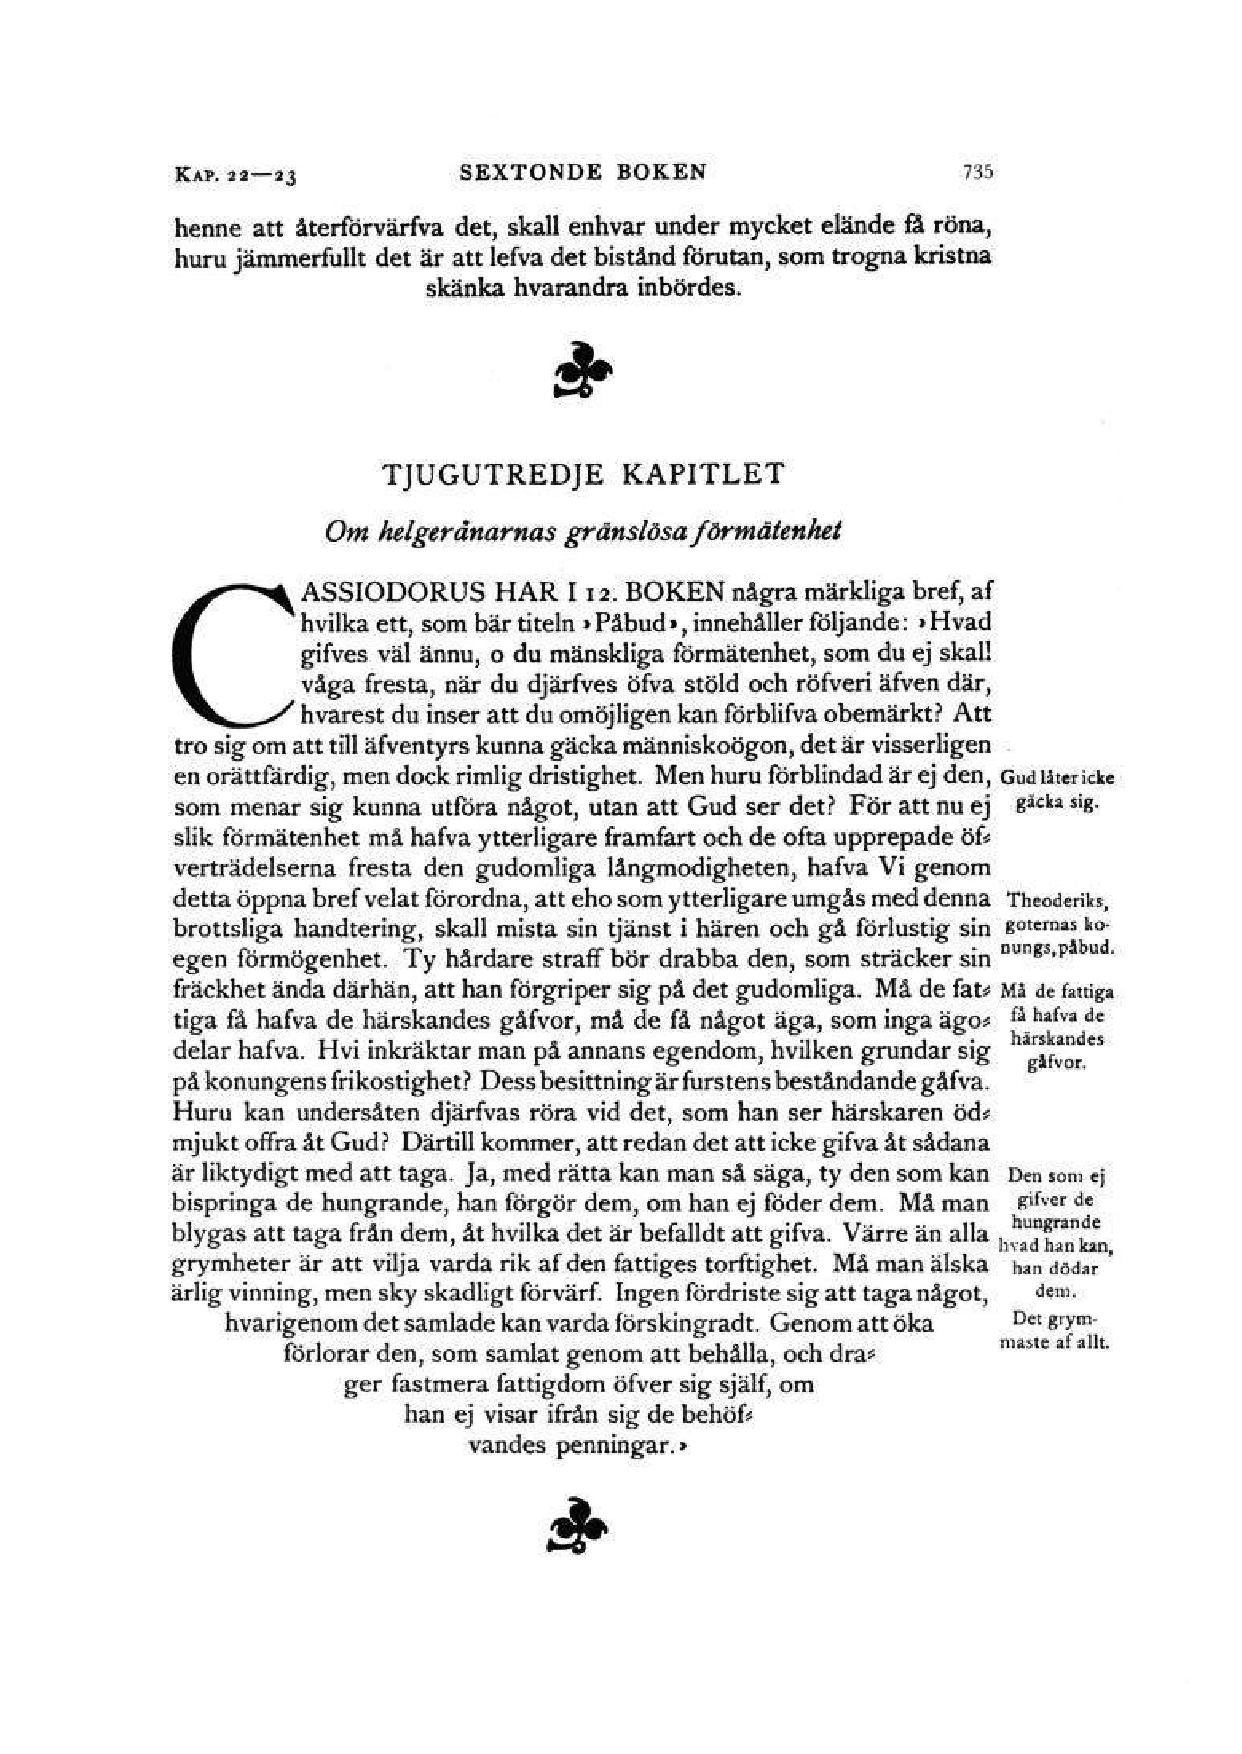 KAP. 22—23 SEXTONDE BOKEN 735
henne att återförvärfva det, skall enhvar under mycket elände få röna,
huru jämmerfullt det är att lefva det bistånd förutan, som trogna kristna
skänka hvarandra inbördes.
TJUGUTREDJE KAPITLET
Om helgerånarnas gränslösa förmätenhet
CASSIODORUS HAR I 12. BOKEN några märkliga bref, af
hvilka ett, som bär titeln »Påbud», innehåller följande: »Hvad
gifves väl ännu, o du mänskliga förmätenhet, som du ej skall
våga fresta, när du djärfves öfva stöld och röfveri äfven där,
hvarest du inser att du omöjligen kan förblifva obemärkt? Att
tro sig om att till äfventyrs kunna gäcka människoögon, det är visserligen
en orättfärdig, men dock rimlig dristighet. Men huru förblindad är ej den,
som menar sig kunna utföra något, utan att Gud ser det? För att nu ej
slik förmätenhet må hafva ytterligare framfart och de ofta upprepade öf-
verträdelserna fresta den gudomliga långmodigheten, hafva Vi genom
detta öppna bref velat förordna, att eho som ytterligare umgås med denna
brottsliga handtering, skall mista sin tjänst i hären och gå förlustig sin
egen förmögenhet. Ty hårdare straff bör drabba den, som sträcker sin
fräckhet ända därhän, att han förgriper sig på det gudomliga. Må de fat-
tiga få hafva de härskandes gåfvor, må de få något äga, som inga ägo-
delar hafva. Hvi inkräktar man på annans egendom, hvilken grundar sig
på konungens frikostighet? Dess besittning är furstens beståndande gåfva.
Huru kan undersåten djärfvas röra vid det, som han ser härskaren öd-
mjukt offra åt Gud? Därtill kommer, att redan det att icke gifva åt sådana
är liktydigt med att taga. Ja, med rätta kan man så säga, ty den som kan
bispringa de hungrande, han förgör dem, om han ej föder dem. Må man
blygas att taga från dem, åt hvilka det är befalldt att gifva. Värre än alla
grymheter är att vilja varda rik af den fattiges torftighet. Må man älska
ärlig vinning, men sky skadligt förvärf. Ingen fördriste sig att taga något,
hvarigenom det samlade kan varda förskingradt. Genom att öka
förlorar den, som samlat genom att behålla, och dra-
ger fastmera fattigdom öfver sig själf, om
han ej visar ifrån sig de behöf-
vandes penningar.»
Gud låter icke
gäcka sig.
Theoderiks,
goternas ko-
nungs, påbud.
Må de fattiga
få hafva de
härskandes
gåfvor.
Den som ej
gifver de
hungrande
hvad han kan,
han dödar
dem.
Det grym-
maste af allt.